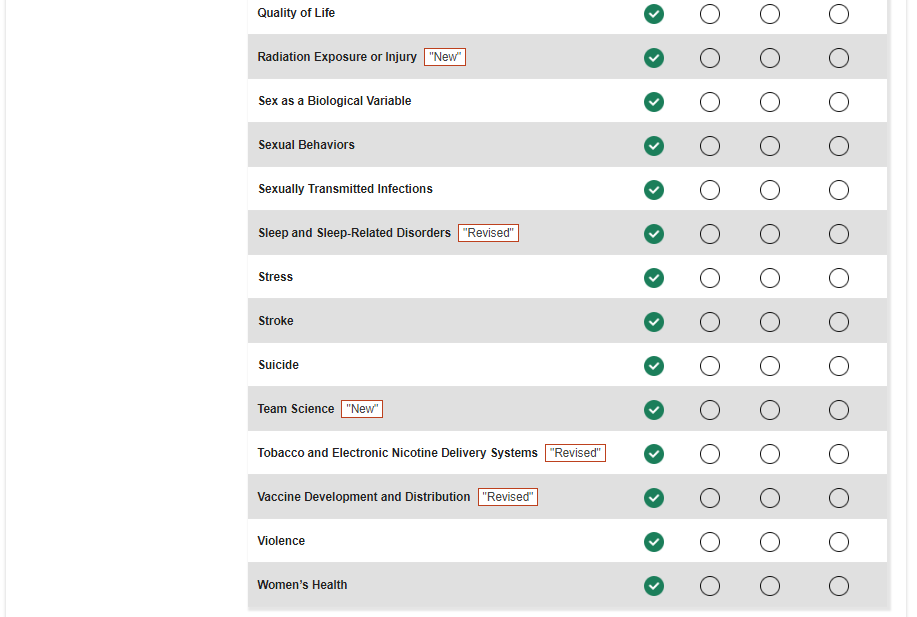 Quality of Life
Radiation Exposure or Injury "New"
Sex as a Biological Variable
Sexual Behaviors
Sexually Transmitted Infections
Sleep and Sleep-Related Disorders "Revised"
Stress
Stroke
Suicide
Team Science "New"
Tobacco and Electronic Nicotine Delivery Systems "Revised"
Vaccine Development and Distribution "Revised"
Violence
Women’s Health